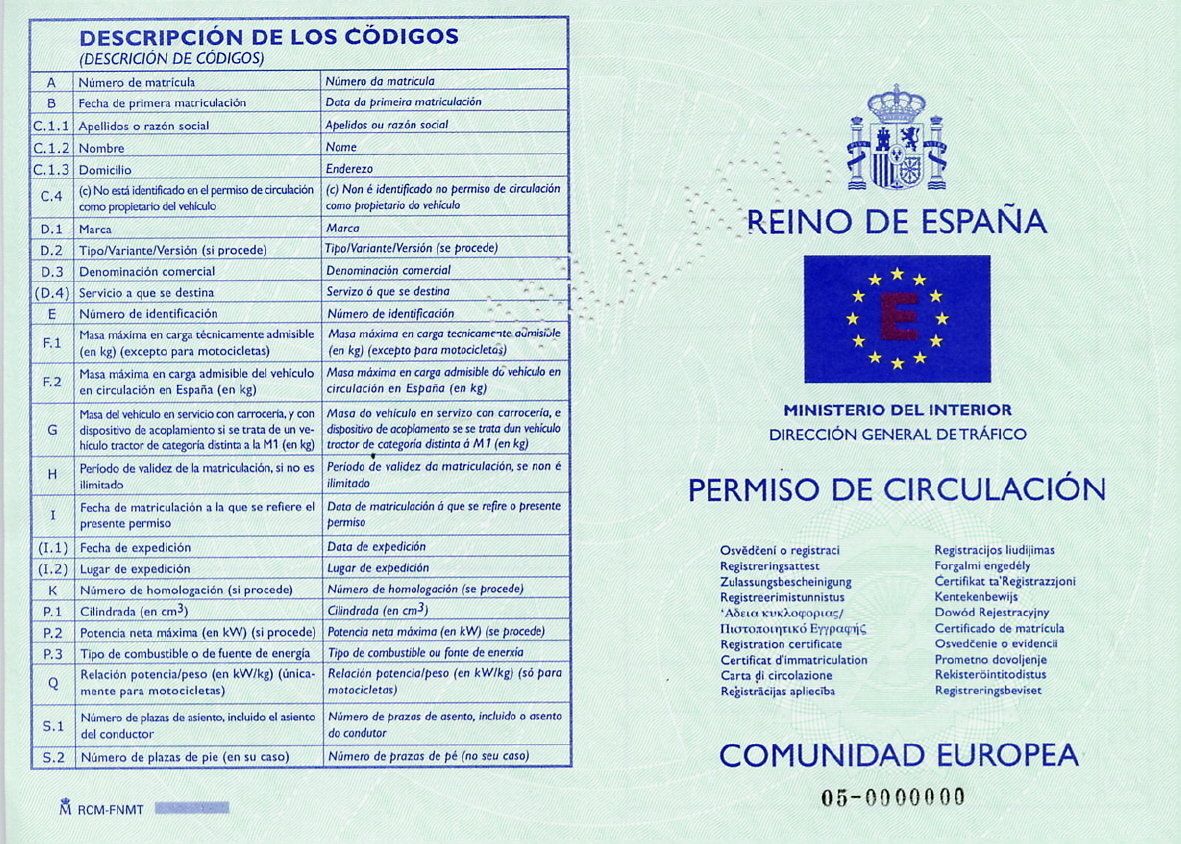 DESCRIPCIÓN DE LOS CÓDIGOS
(DESCRICIÓN DE CÓDIGOS)
A Número de matrícula Número da matrícula
B Fecha de primera matriculación Data da primeira matriculación
C.1.1 Apellidos o razón social Apelidos ou razón social
C.1.2 Nombre Nome
C.1.3 Domicilio Enderezo
C.4 (c) No está identificado en el permiso de circulación (c) Non é identificado no permiso de circulación
como propietario del vehículo como propietario do vehículo
D.1 Marca Marca
D.2 Tipo/Variante/Versión (si procede) Tipo/Variante/Versión (se procede)
D.3 Denominación comercial Denominación comercial
(D.4) Servicio a que se destina Servizo ó que se destina
E Número de identificación Número de identificación
F.1 Masa máxima en carga técnicamente admisible Masa máxima en carga tecnicamente admisible
(en kg) (excepto para motocicletas) (en kg) (excepto para motocicletas)
F.2 Masa máxima en carga admisible del vehículo Masa máxima en carga admisible do vehículo en
en circulación en España (en kg) circulación en España (en kg)
G Masa del vehículo en servicio con carrocería, y con Masa do vehículo en servizo con carrocería, e
dispositivo de acoplamiento si se trata de un ve- dispositivo de acoplamento se se trata dun vehículo
hículo tractor de categoría distinta a la M1 (en kg) tractor de categoría distinta á M1 (en kg)
H Período de validez de la matriculación, si no es Período de validez da matriculación, se non é
ilimitado ilimitado
I Fecha de matriculación a la que se refiere el Data de matriculación á que se refire o presente
presente permiso permiso
(I.1) Fecha de expedición Data de expedición
(I.2) Lugar de expedición Lugar de expedición
K Número de homologación (si procede) Número de homologación (se procede)
P.1 Cilindrada (en cm³) Cilindrada (en cm³)
P.2 Potencia neta máxima (en kW) (si procede) Potencia neta máxima (en kW) (se procede)
P.3 Tipo de combustible o de fuente de energía Tipo de combustible ou fonte de enerxía
Q Relación potencia/peso (en kW/kg) (única- Relación potencia/peso (en kW/kg) (só para
mente para motocicletas) motocicletas)
S.1 Número de plazas de asiento, incluido el asiento Número de prazas de asento, incluído o asento
del conductor do condutor
S.2 Número de plazas de pie (en su caso) Número de prazas de pé (no seu caso)
M RCM-FNMT
REINO DE ESPAÑA
E
MINISTERIO DEL INTERIOR
DIRECCIÓN GENERAL DE TRÁFICO
PERMISO DE CIRCULACIÓN
Osvědčení o registraci Registracijos liudijimas
Registreringsattest Forgalmi engedély
Zulassungsbescheinigung Ċertifikat ta'Reġistrazzjoni
Registreerimistunnistus Kentekenbewijs
'Αδεια κυκλοφοριας/ Dowód Rejestracyjny
Πιστοποιητικό Εγγραφής Certificado de matrícula
Registration certificate Osvedčenie o evidencii
Certificat d'immatriculation Prometno dovoljenje
Carta di circolazione Rekisteröintitodistus
Reģistrācijas apliecība Registreringsbeviset
COMUNIDAD EUROPEA
05-0000000